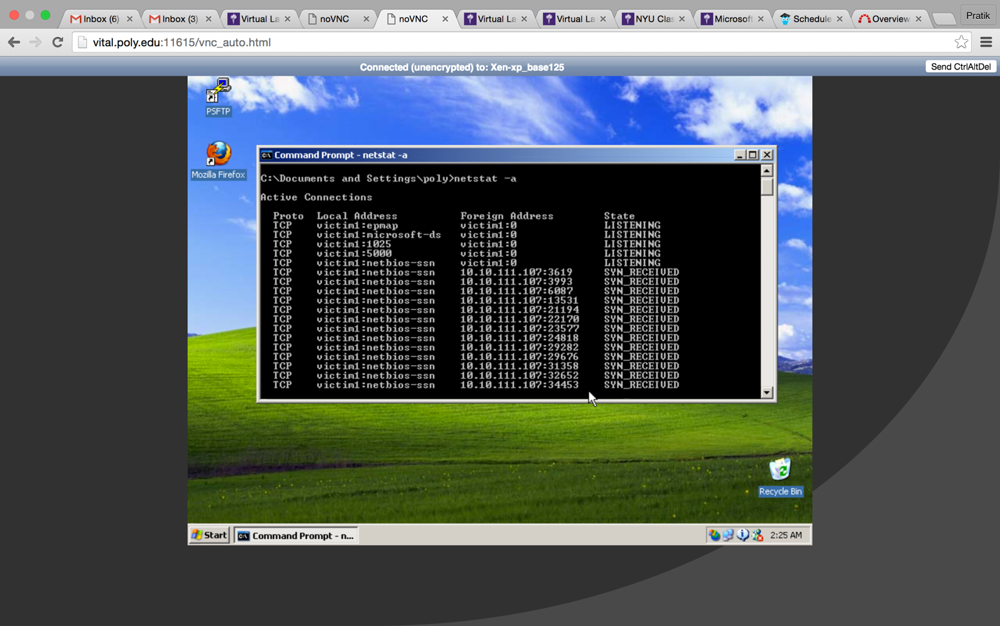 Inbox (6)
Inbox (3)
Virtual La
noVNC
noVNC
Virtual La
Virtual La
NYU Clas
Microsoft
Schedule
Overview
Pratik
vital.poly.edu:11615/vnc_auto.html
Connected (unencrypted) to: Xen-xp_base125
Send CtrlAltDel
PSFTP
Mozilla Firefox
Command Prompt - netstat -a
C:\Documents and Settings\poly>netstat -a
Active Connections
Proto Local Address Foreign Address State
TCP victim1:epmap victim1:0 LISTENING
TCP victim1:microsoft-ds victim1:0 LISTENING
TCP victim1:1025 victim1:0 LISTENING
TCP victim1:5000 victim1:0 LISTENING
TCP victim1:netbios-ssn victim1:0 LISTENING
TCP victim1:netbios-ssn 10.10.111.107:3619 SYN_RECEIVED
TCP victim1:netbios-ssn 10.10.111.107:3993 SYN_RECEIVED
TCP victim1:netbios-ssn 10.10.111.107:6087 SYN_RECEIVED
TCP victim1:netbios-ssn 10.10.111.107:13531 SYN_RECEIVED
TCP victim1:netbios-ssn 10.10.111.107:21194 SYN_RECEIVED
TCP victim1:netbios-ssn 10.10.111.107:22170 SYN_RECEIVED
TCP victim1:netbios-ssn 10.10.111.107:23577 SYN_RECEIVED
TCP victim1:netbios-ssn 10.10.111.107:24818 SYN_RECEIVED
TCP victim1:netbios-ssn 10.10.111.107:29282 SYN_RECEIVED
TCP victim1:netbios-ssn 10.10.111.107:29676 SYN_RECEIVED
TCP victim1:netbios-ssn 10.10.111.107:31358 SYN_RECEIVED
TCP victim1:netbios-ssn 10.10.111.107:32652 SYN_RECEIVED
TCP victim1:netbios-ssn 10.10.111.107:34453 SYN_RECEIVED
Recycle Bin
Start
Command Prompt - n...
2:25 AM